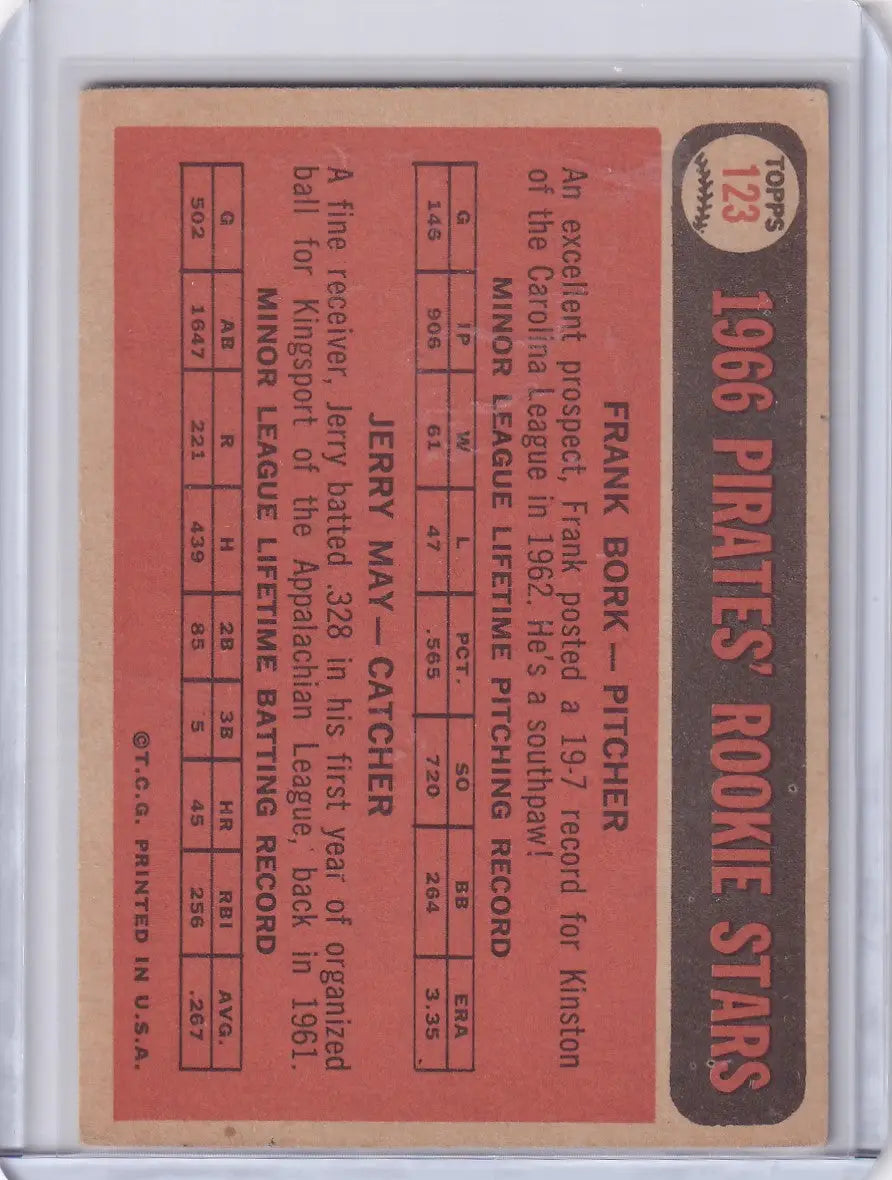 TOPPS
123
1966 PIRATES' ROOKIE STARS
FRANK BORK — PITCHER
An excellent prospect, Frank posted a 19-7 record for Kinston
of the Carolina League in 1962. He's a southpaw!
MINOR LEAGUE LIFETIME PITCHING RECORD
G IP W L PCT. SO BB ERA
146 906 61 47 .565 720 264 3.35
JERRY MAY — CATCHER
A fine receiver, Jerry batted .328 in his first year of organized
ball for Kingsport of the Appalachian League, back in 1961.
MINOR LEAGUE LIFETIME BATTING RECORD
G AB R H 2B 3B HR RBI AVG.
502 1647 221 439 85 5 45 256 .267
©T.C.G. PRINTED IN U.S.A.